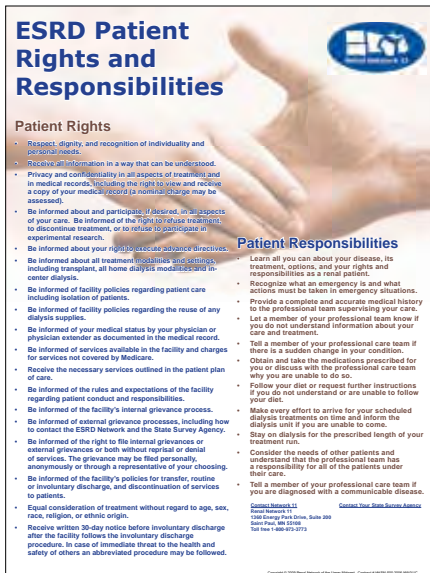 ESRD Patient
Rights and
Responsibilities
Renal Network 11
Patient Rights
• Respect, dignity, and recognition of individuality and
personal needs.
• Receive all information in a way that can be understood.
• Privacy and confidentiality in all aspects of treatment and
in medical records, including the right to view and receive
a copy of your medical record (a nominal charge may be
assessed).
• Be informed about and participate, if desired, in all aspects
of your care. Be informed of the right to refuse treatment,
to discontinue treatment, or to refuse to participate in
experimental research.
• Be informed about your right to execute advance directives.
• Be informed about all treatment modalities and settings,
including transplant, all home dialysis modalities and in-
center dialysis.
• Be informed of facility policies regarding patient care
including isolation of patients.
• Be informed of facility policies regarding the reuse of any
dialysis supplies.
• Be informed of your medical status by your physician or
physician extender as documented in the medical record.
• Be informed of services available in the facility and charges
for services not covered by Medicare.
• Receive the necessary services outlined in the patient plan
of care.
• Be informed of the rules and expectations of the facility
regarding patient conduct and responsibilities.
• Be informed of the facility's internal grievance process.
• Be informed of external grievance processes, including how
to contact the ESRD Network and the State Survey Agency.
• Be informed of the right to file internal grievances or
external grievances or both without reprisal or denial
of services. The grievance may be filed personally,
anonymously or through a representative of your choosing.
• Be informed of the facility's policies for transfer, routine
or involuntary discharge, and discontinuation of services
to patients.
• Equal consideration of treatment without regard to age, sex,
race, religion, or ethnic origin.
• Receive written 30-day notice before involuntary discharge
after the facility follows the involuntary discharge
procedure. In case of immediate threat to the health and
safety of others an abbreviated procedure may be followed.
Patient Responsibilities
• Learn all you can about your disease, its
treatment, options, and your rights and
responsibilities as a renal patient.
• Recognize what an emergency is and what
actions must be taken in emergency situations.
• Provide a complete and accurate medical history
to the professional team supervising your care.
• Let a member of your professional team know if
you do not understand information about your
care and treatment.
• Tell a member of your professional care team if
there is a sudden change in your condition.
• Obtain and take the medications prescribed for
you or discuss with the professional care team
why you are unable to do so.
• Follow your diet or request further instructions
if you do not understand or are unable to follow
your diet.
• Make every effort to arrive for your scheduled
dialysis treatments on time and inform the
dialysis unit if you are unable to come.
• Stay on dialysis for the prescribed length of your
treatment run.
• Consider the needs of other patients and
understand that the professional team has
a responsibility for all of the patients under
their care.
• Tell a member of your professional care team if
you are diagnosed with a communicable disease.
Contact Network 11
Renal Network 11
1360 Energy Park Drive, Suite 200
Saint Paul, MN 55108
Toll free 1-800-973-3773
Contact Your State Survey Agency